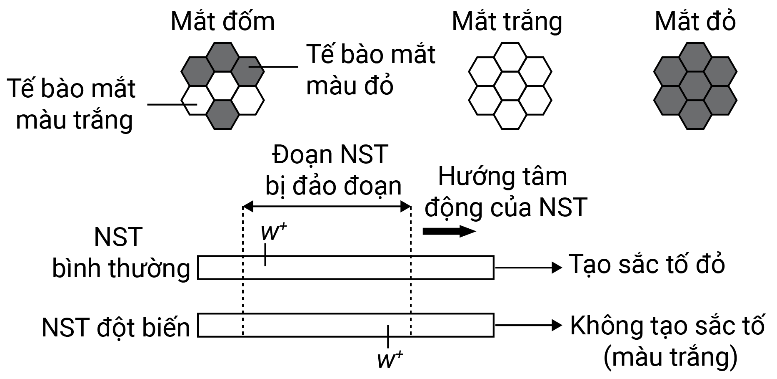 Mắt đốm
Mắt trắng
Mắt đỏ
Tế bào mắt
màu đỏ
Tế bào mắt
màu trắng
Đoạn NST
bị đảo đoạn
Hướng tâm
động của NST
w+
NST
bình thường
Tạo sắc tố đỏ
NST đột biến
Không tạo sắc tố
(màu trắng)
w+